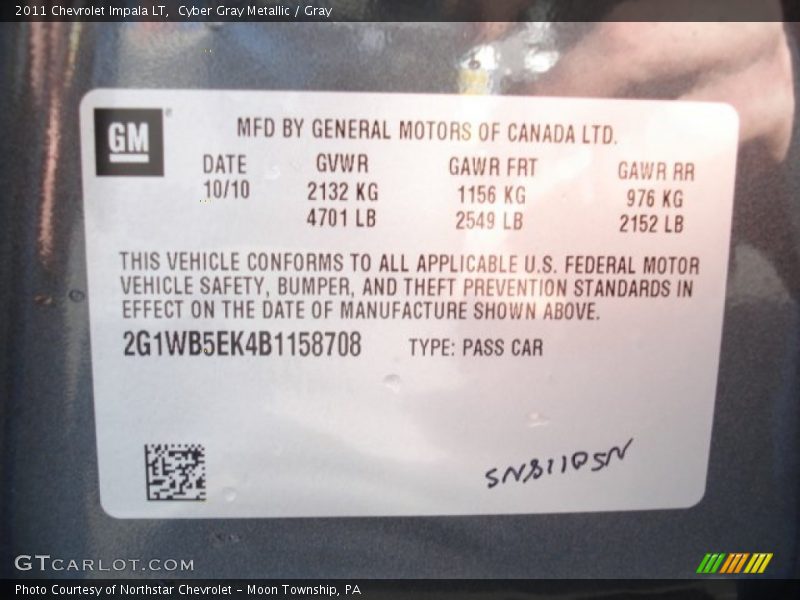 2011 Chevrolet Impala LT, Cyber Gray Metallic / Gray
GM
MFD BY GENERAL MOTORS OF CANADA LTD.
DATE GVWR GAWR FRT GAWR RR
10/10 2132 KG 1156 KG 976 KG
4701 LB 2549 LB 2152 LB
THIS VEHICLE CONFORMS TO ALL APPLICABLE U.S. FEDERAL MOTOR
VEHICLE SAFETY, BUMPER, AND THEFT PREVENTION STANDARDS IN
EFFECT ON THE DATE OF MANUFACTURE SHOWN ABOVE.
2G1WB5EK4B1158708 TYPE: PASS CAR
GTCARLOT.COM
Photo Courtesy of Northstar Chevrolet - Moon Township, PA